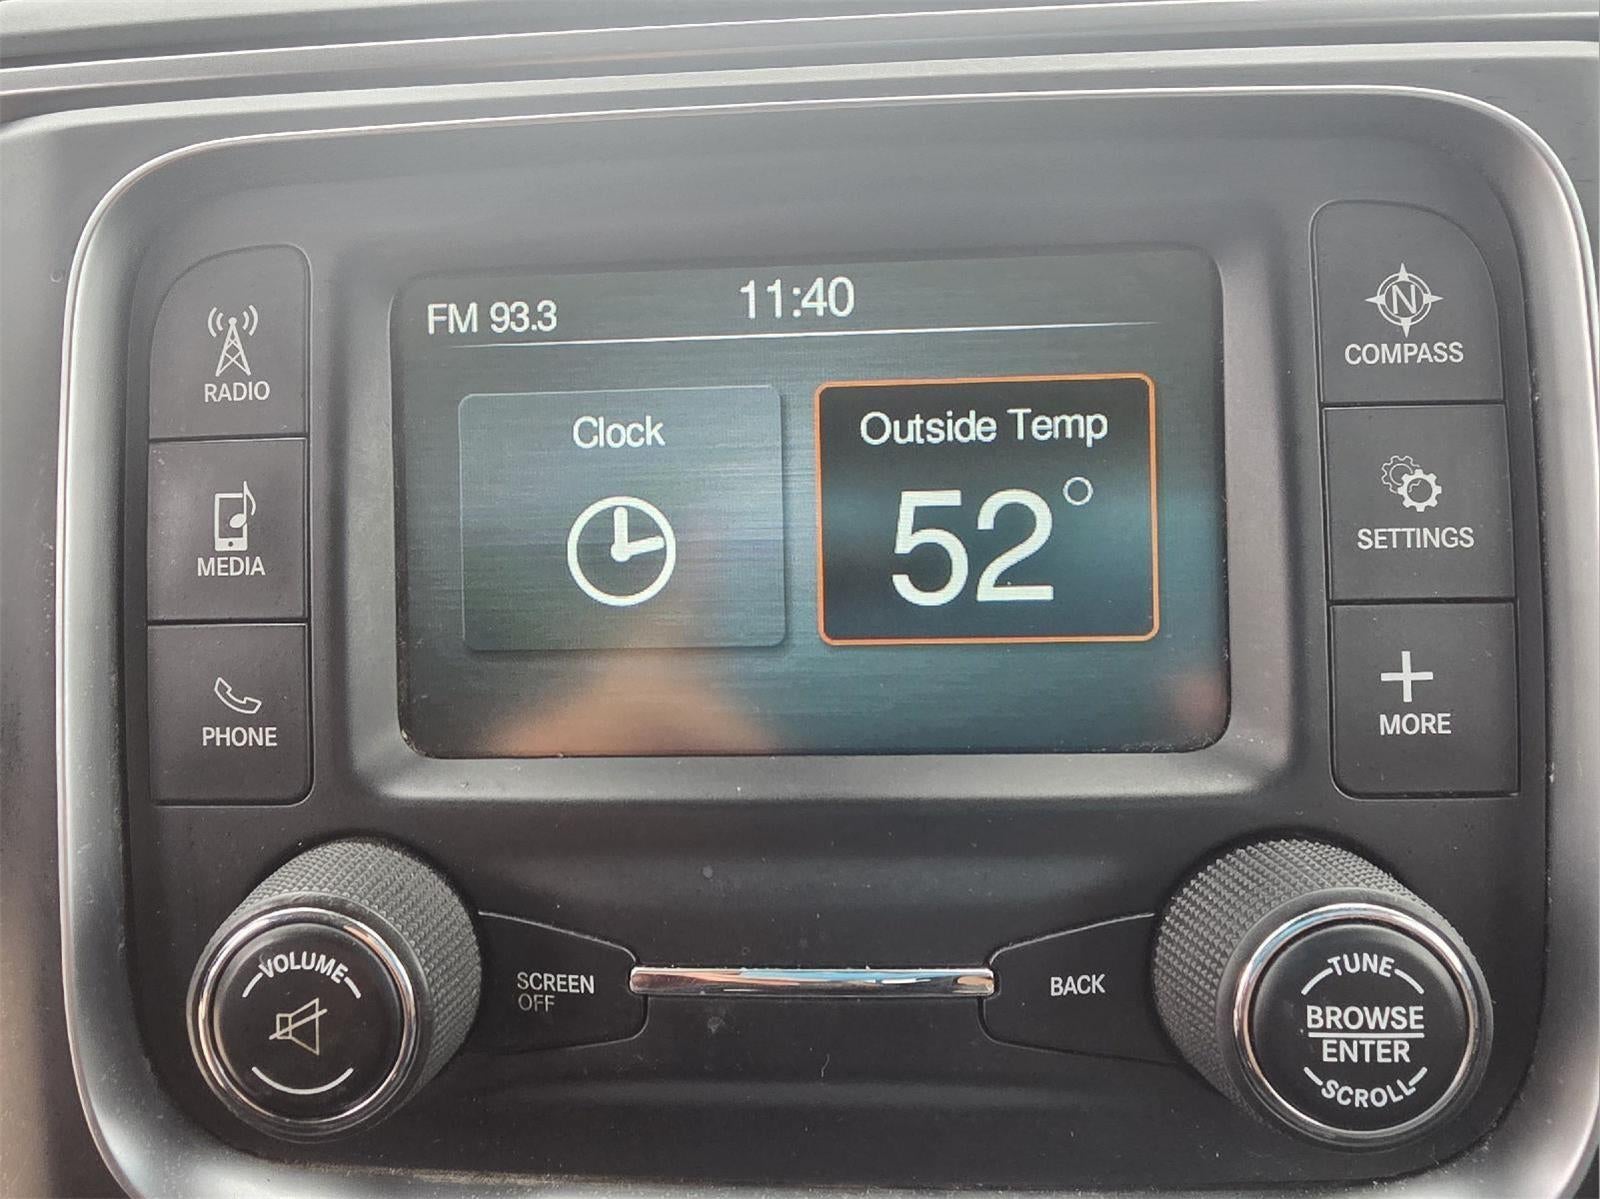 FM 93.3
11:40
Clock
Outside Temp
52°
RADIO
MEDIA
PHONE
N
COMPASS
SETTINGS
MORE
VOLUME
SCREEN
OFF
BACK
TUNE
BROWSE
ENTER
SCROLL